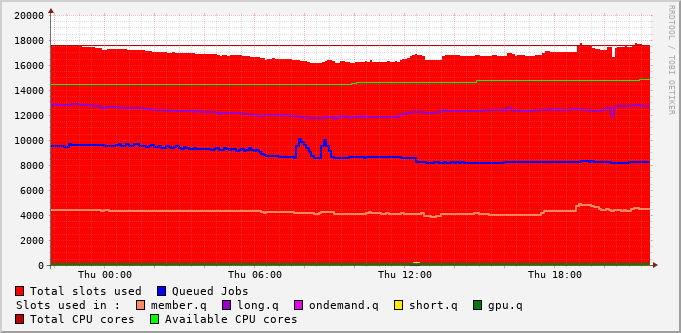 20000
18000
16000
14000
12000
10000
8000
6000
4000
2000
0
Thu 00:00 Thu 06:00 Thu 12:00 Thu 18:00
Total slots used Queued Jobs
Slots used in : member.q long.q ondemand.q short.q gpu.q
Total CPU cores Available CPU cores
RRDTOOL / TOBI OETIKER